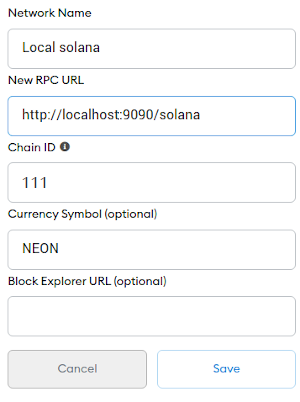 Network Name
Local solana
New RPC URL
http://localhost:9090/solana
Chain ID
111
Currency Symbol (optional)
NEON
Block Explorer URL (optional)
Cancel Save